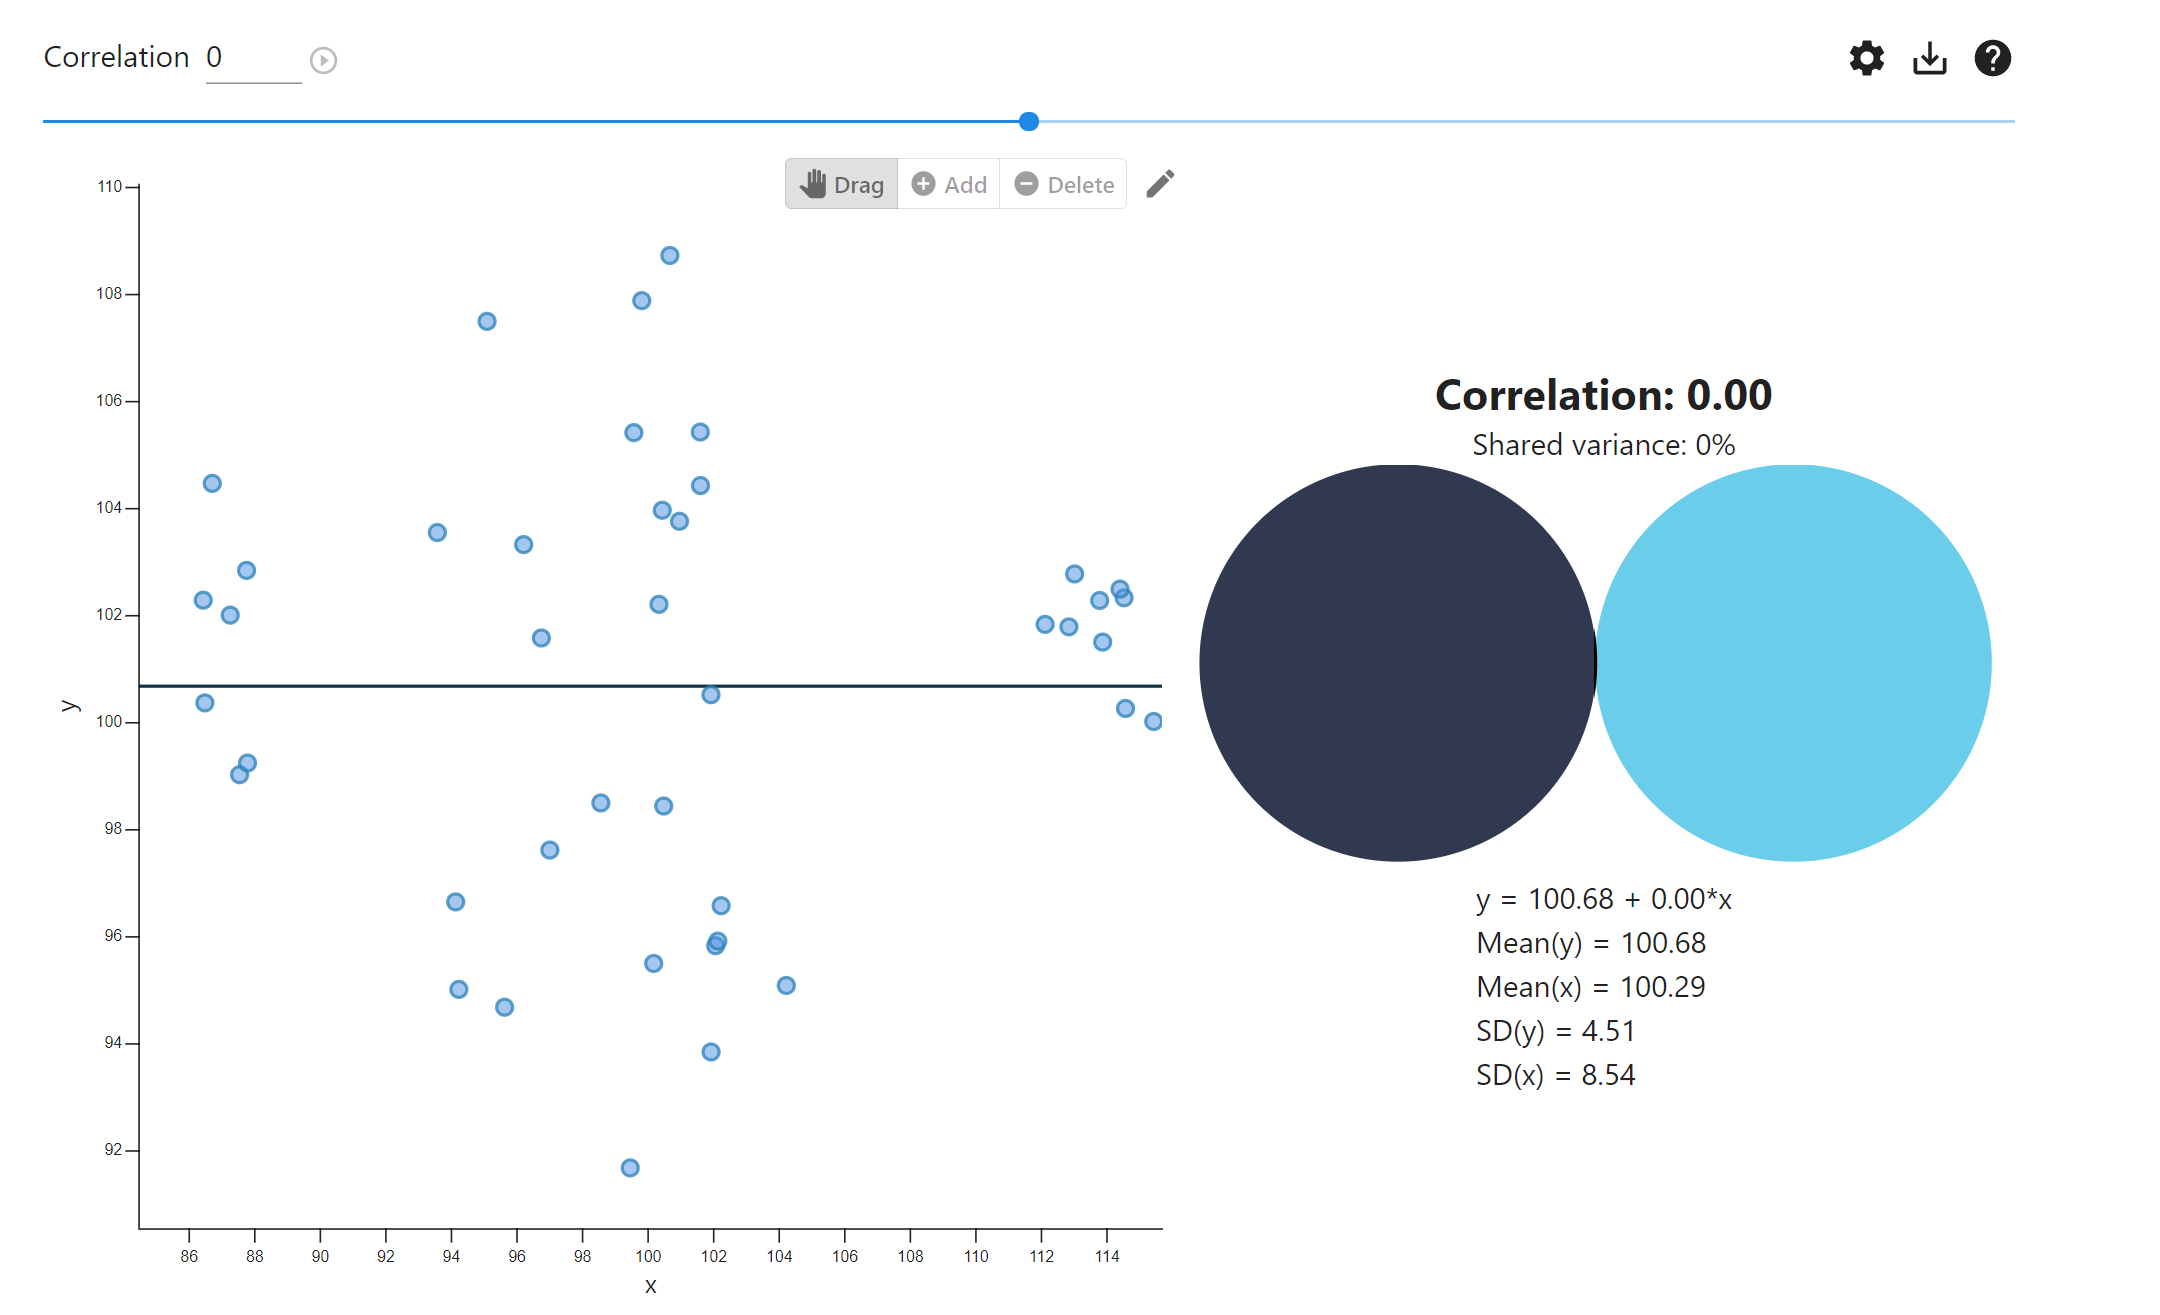 Correlation 0
Drag Add Delete
110
108
106
104
102
100
98
96
94
92
y
86 88 90 92 94 96 98 100 102 104 106 108 110 112 114
x
Correlation: 0.00
Shared variance: 0%
y = 100.68 + 0.00*x
Mean(y) = 100.68
Mean(x) = 100.29
SD(y) = 4.51
SD(x) = 8.54